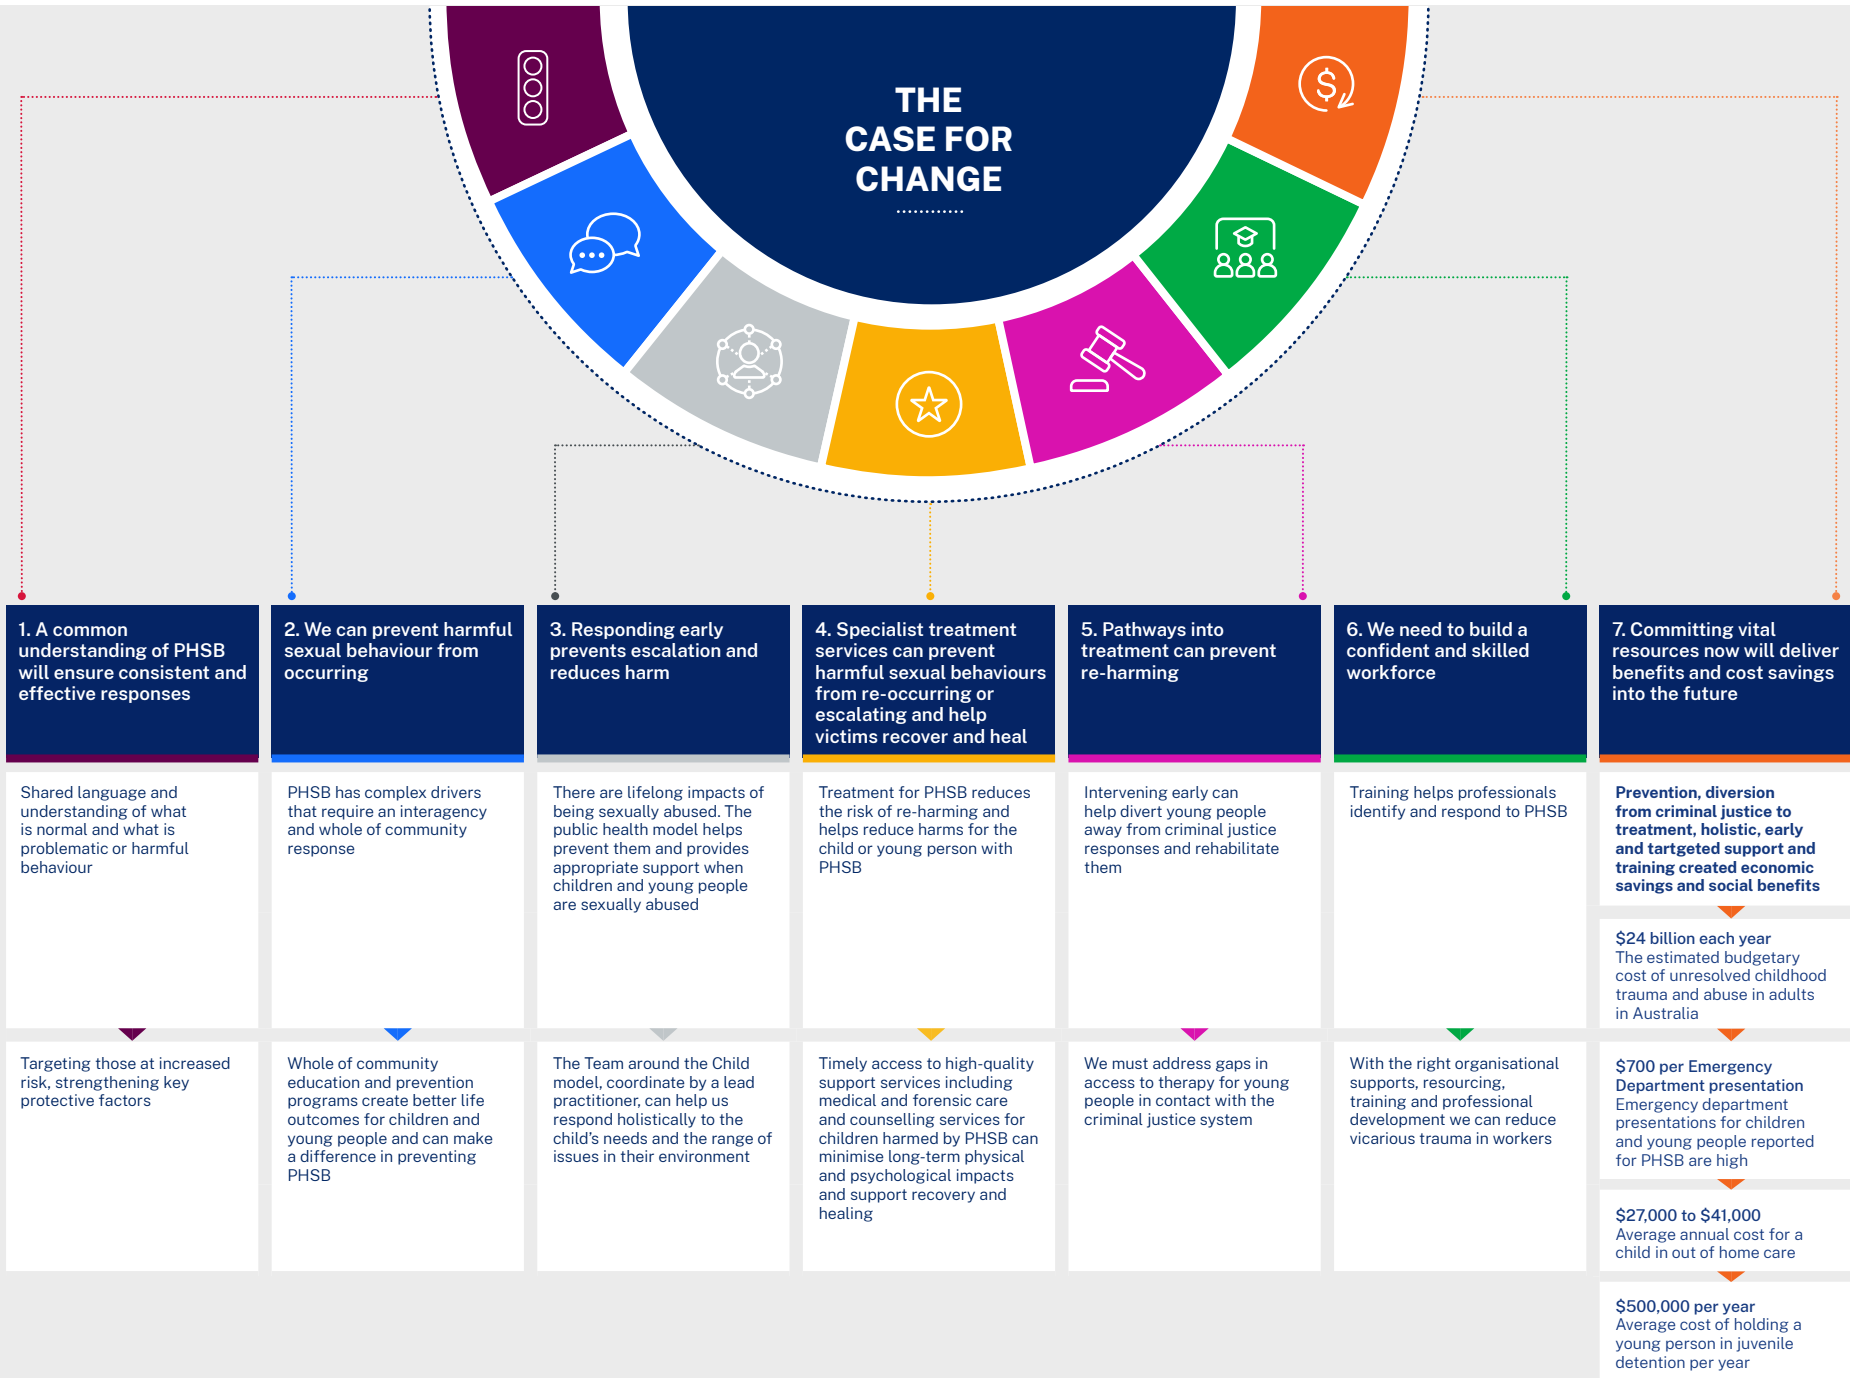 THE
CASE FOR
CHANGE
1. A common
understanding of PHSB
will ensure consistent and
effective responses
Shared language and
understanding of what
is normal and what is
problematic or harmful
behaviour
Targeting those at increased
risk, strengthening key
protective factors
2. We can prevent harmful
sexual behaviour from
occurring
PHSB has complex drivers
that require an interagency
and whole of community
response
Whole of community
education and prevention
programs create better life
outcomes for children and
young people and can make
a difference in preventing
PHSB
3. Responding early
prevents escalation and
reduces harm
There are lifelong impacts of
being sexually abused. The
public health model helps
prevent them and provides
appropriate support when
children and young people
are sexually abused
The Team around the Child
model, coordinate by a lead
practitioner, can help us
respond holistically to the
child's needs and the range of
issues in their environment
4. Specialist treatment
services can prevent
harmful sexual behaviours
from re-occurring or
escalating and help
victims recover and heal
Treatment for PHSB reduces
the risk of re-harming and
helps reduce harms for the
child or young person with
PHSB
Timely access to high-quality
support services including
medical and forensic care
and counselling services for
children harmed by PHSB can
minimise long-term physical
and psychological impacts
and support recovery and
healing
5. Pathways into
treatment can prevent
re-harming
Intervening early can
help divert young people
away from criminal justice
responses and rehabilitate
them
We must address gaps in
access to therapy for young
people in contact with the
criminal justice system
6. We need to build a
confident and skilled
workforce
Training helps professionals
identify and respond to PHSB
With the right organisational
supports, resourcing,
training and professional
development we can reduce
vicarious trauma in workers
7. Committing vital
resources now will deliver
benefits and cost savings
into the future
Prevention, diversion
from criminal justice to
treatment, holistic, early
and tartgeted support and
training created economic
savings and social benefits
$24 billion each year
The estimated budgetary
cost of unresolved childhood
trauma and abuse in adults
in Australia
$700 per Emergency
Department presentation
Emergency department
presentations for children
and young people reported
for PHSB are high
$27,000 to $41,000
Average annual cost for a
child in out of home care
$500,000 per year
Average cost of holding a
young person in juvenile
detention per year